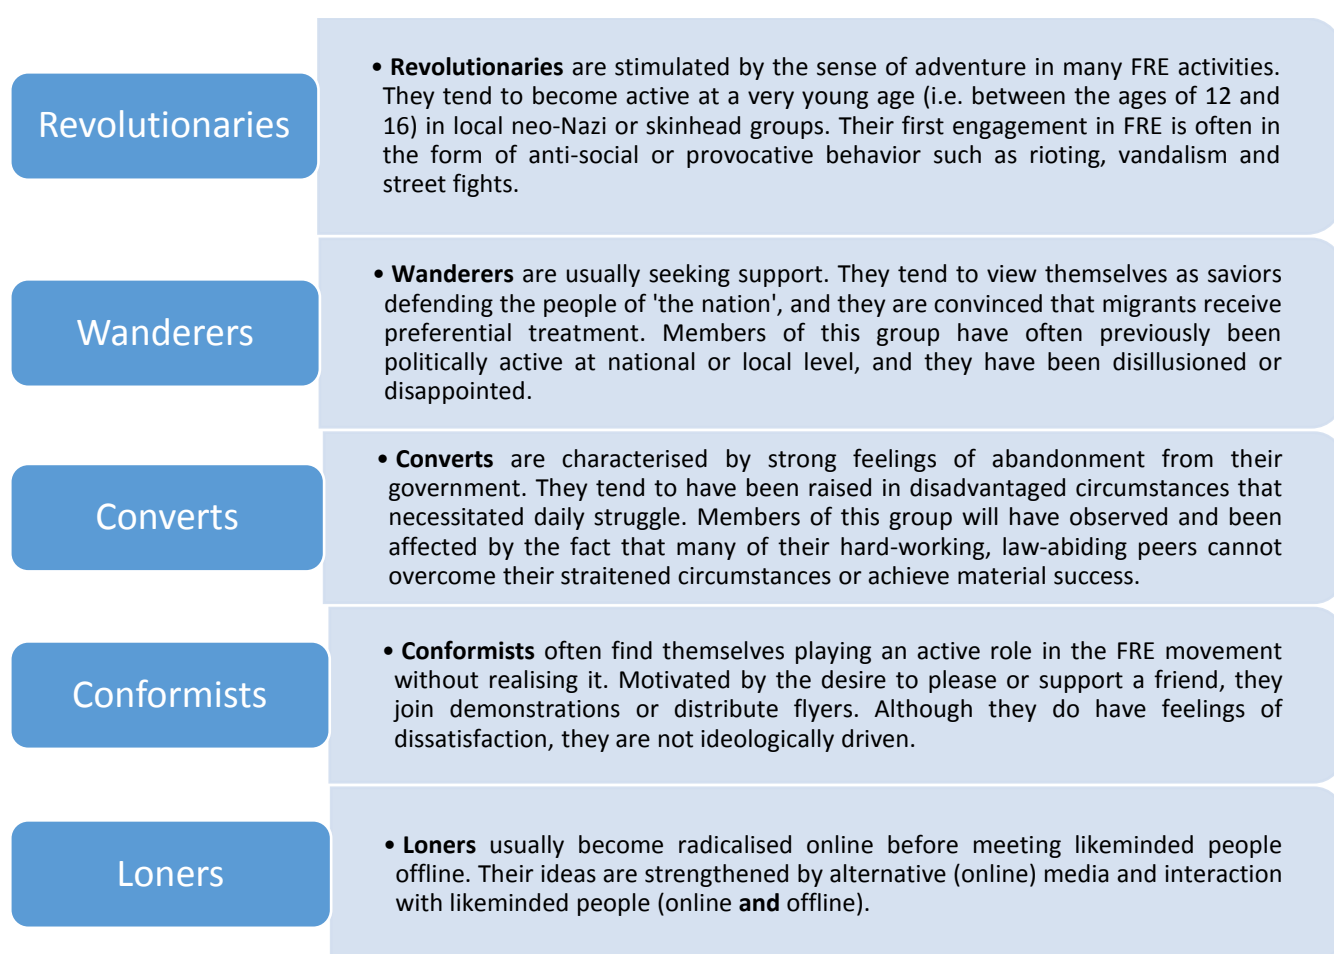 Revolutionaries
• Revolutionaries are stimulated by the sense of adventure in many FRE activities.
They tend to become active at a very young age (i.e. between the ages of 12 and
16) in local neo-Nazi or skinhead groups. Their first engagement in FRE is often in
the form of anti-social or provocative behavior such as rioting, vandalism and
street fights.
Wanderers
• Wanderers are usually seeking support. They tend to view themselves as saviors
defending the people of 'the nation', and they are convinced that migrants receive
preferential treatment. Members of this group have often previously been
politically active at national or local level, and they have been disillusioned or
disappointed.
Converts
• Converts are characterised by strong feelings of abandonment from their
government. They tend to have been raised in disadvantaged circumstances that
necessitated daily struggle. Members of this group will have observed and been
affected by the fact that many of their hard-working, law-abiding peers cannot
overcome their straitened circumstances or achieve material success.
Conformists
• Conformists often find themselves playing an active role in the FRE movement
without realising it. Motivated by the desire to please or support a friend, they
join demonstrations or distribute flyers. Although they do have feelings of
dissatisfaction, they are not ideologically driven.
Loners
• Loners usually become radicalised online before meeting likeminded people
offline. Their ideas are strengthened by alternative (online) media and interaction
with likeminded people (online and offline).